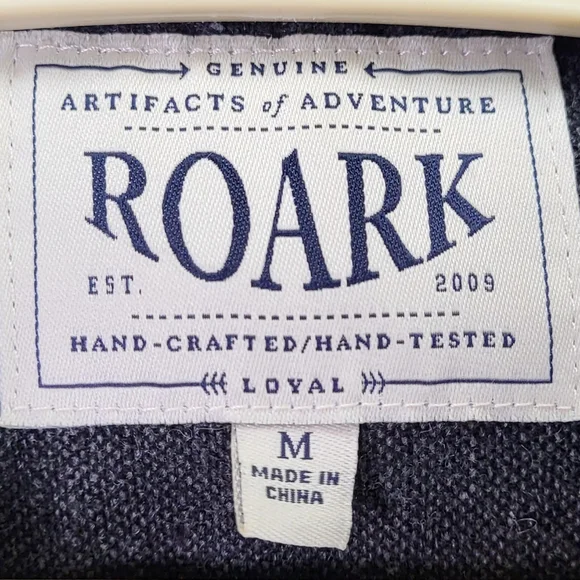 GENUINE
ARTIFACTS of ADVENTURE
ROARK
EST. 2009
HAND-CRAFTED/HAND-TESTED
LOYAL
M
MADE IN
CHINA